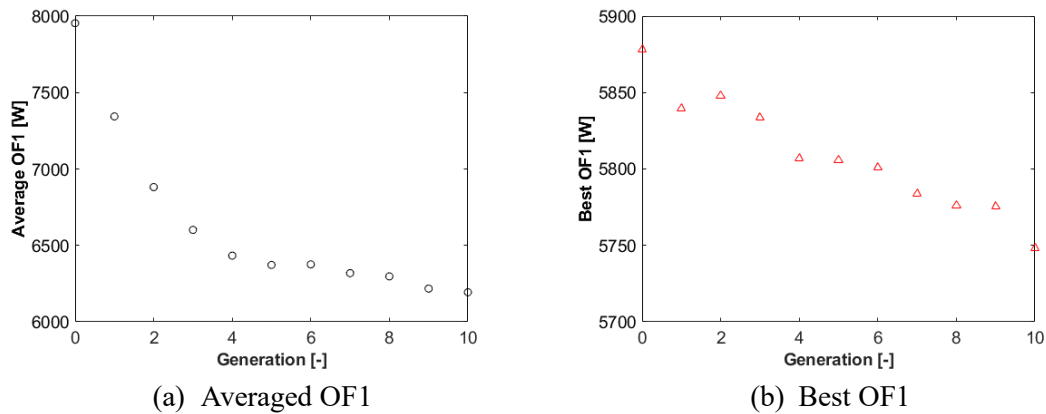 8000
7500
7000
6500
6000
Average OF1 [W]
0 2 4 6 8 10
Generation [-]
(a) Averaged OF1
5900
5850
5800
5750
5700
Best OF1 [W]
0 2 4 6 8 10
Generation [-]
(b) Best OF1